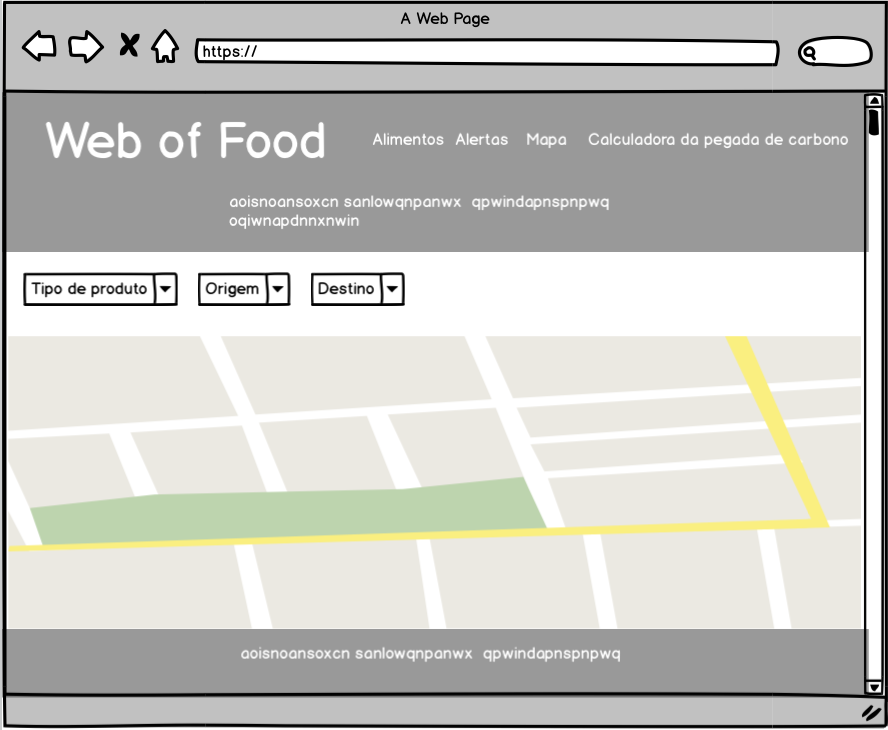 A Web Page
https://
Web of Food
Alimentos Alertas Mapa Calculadora da pegada de carbono
aoisnoansoxcn sanlowqnpanwx qpwindapnspnpwq
oqiwnapdnnxnwin
Tipo de produto Origem Destino
aoisnoansoxcn sanlowqnpanwx qpwindapnspnpwq